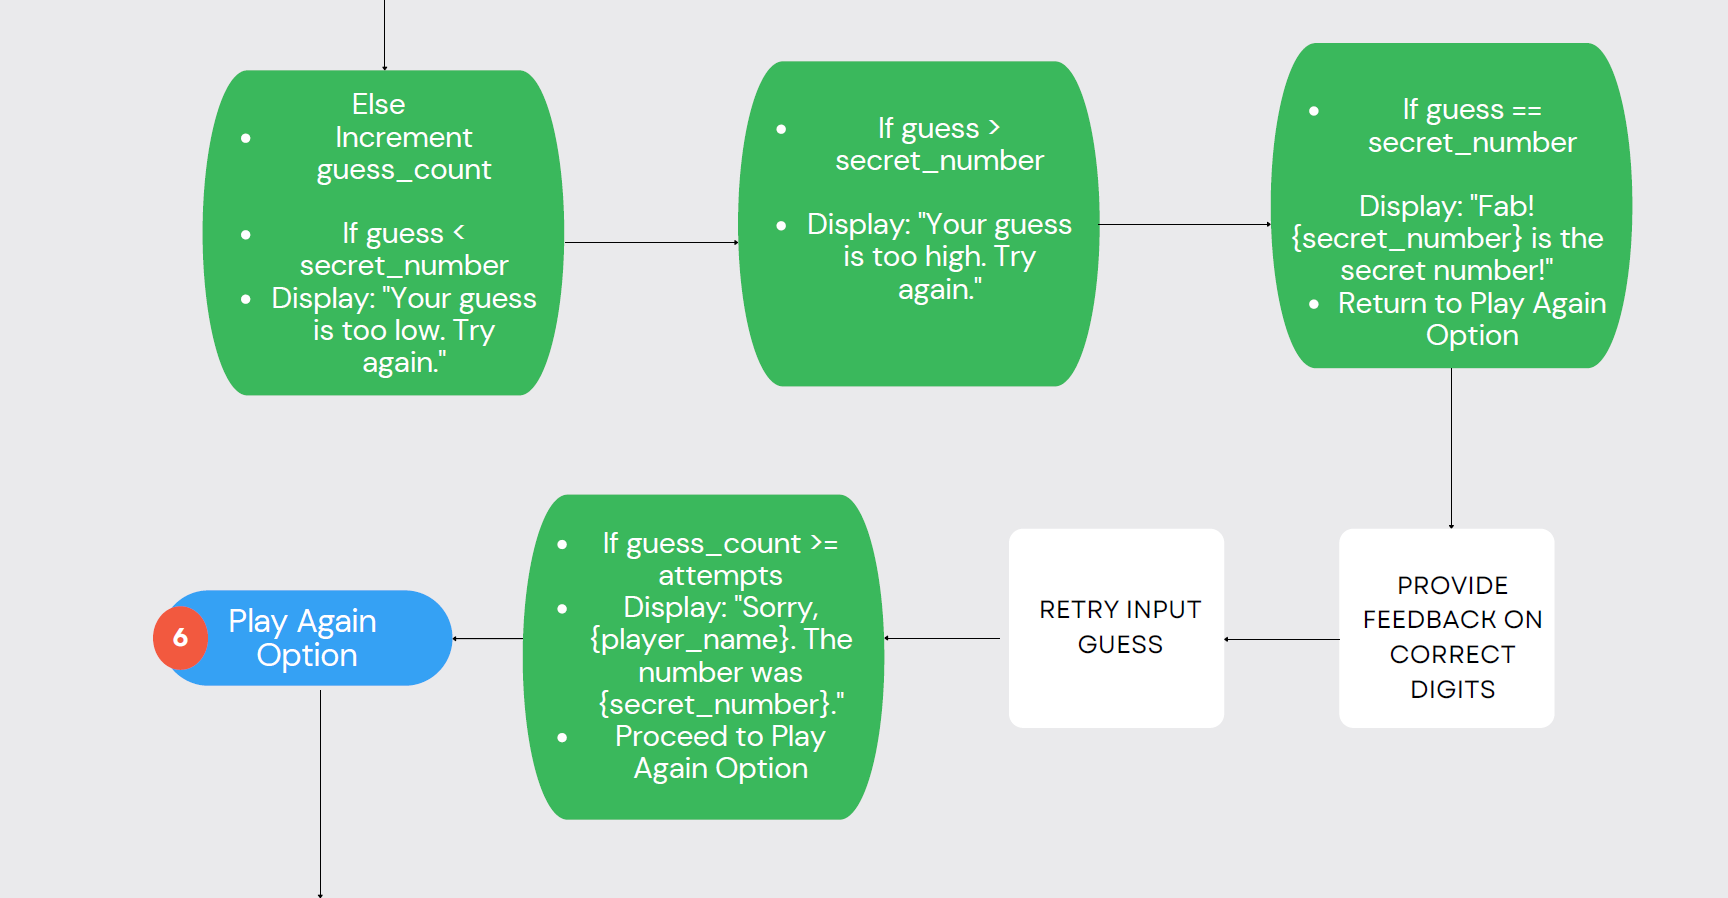 Else
• Increment
guess_count
• If guess <
secret_number
• Display: "Your guess
is too low. Try
again."
• If guess >
secret_number
• Display: "Your guess
is too high. Try
again."
• If guess ==
secret_number
Display: "Fab!
{secret_number} is the
secret number!"
• Return to Play Again
Option
PROVIDE
FEEDBACK ON
CORRECT
DIGITS
RETRY INPUT
GUESS
• If guess_count >=
attempts
• Display: "Sorry,
{player_name}. The
number was
{secret_number}."
• Proceed to Play
Again Option
6
Play Again
Option